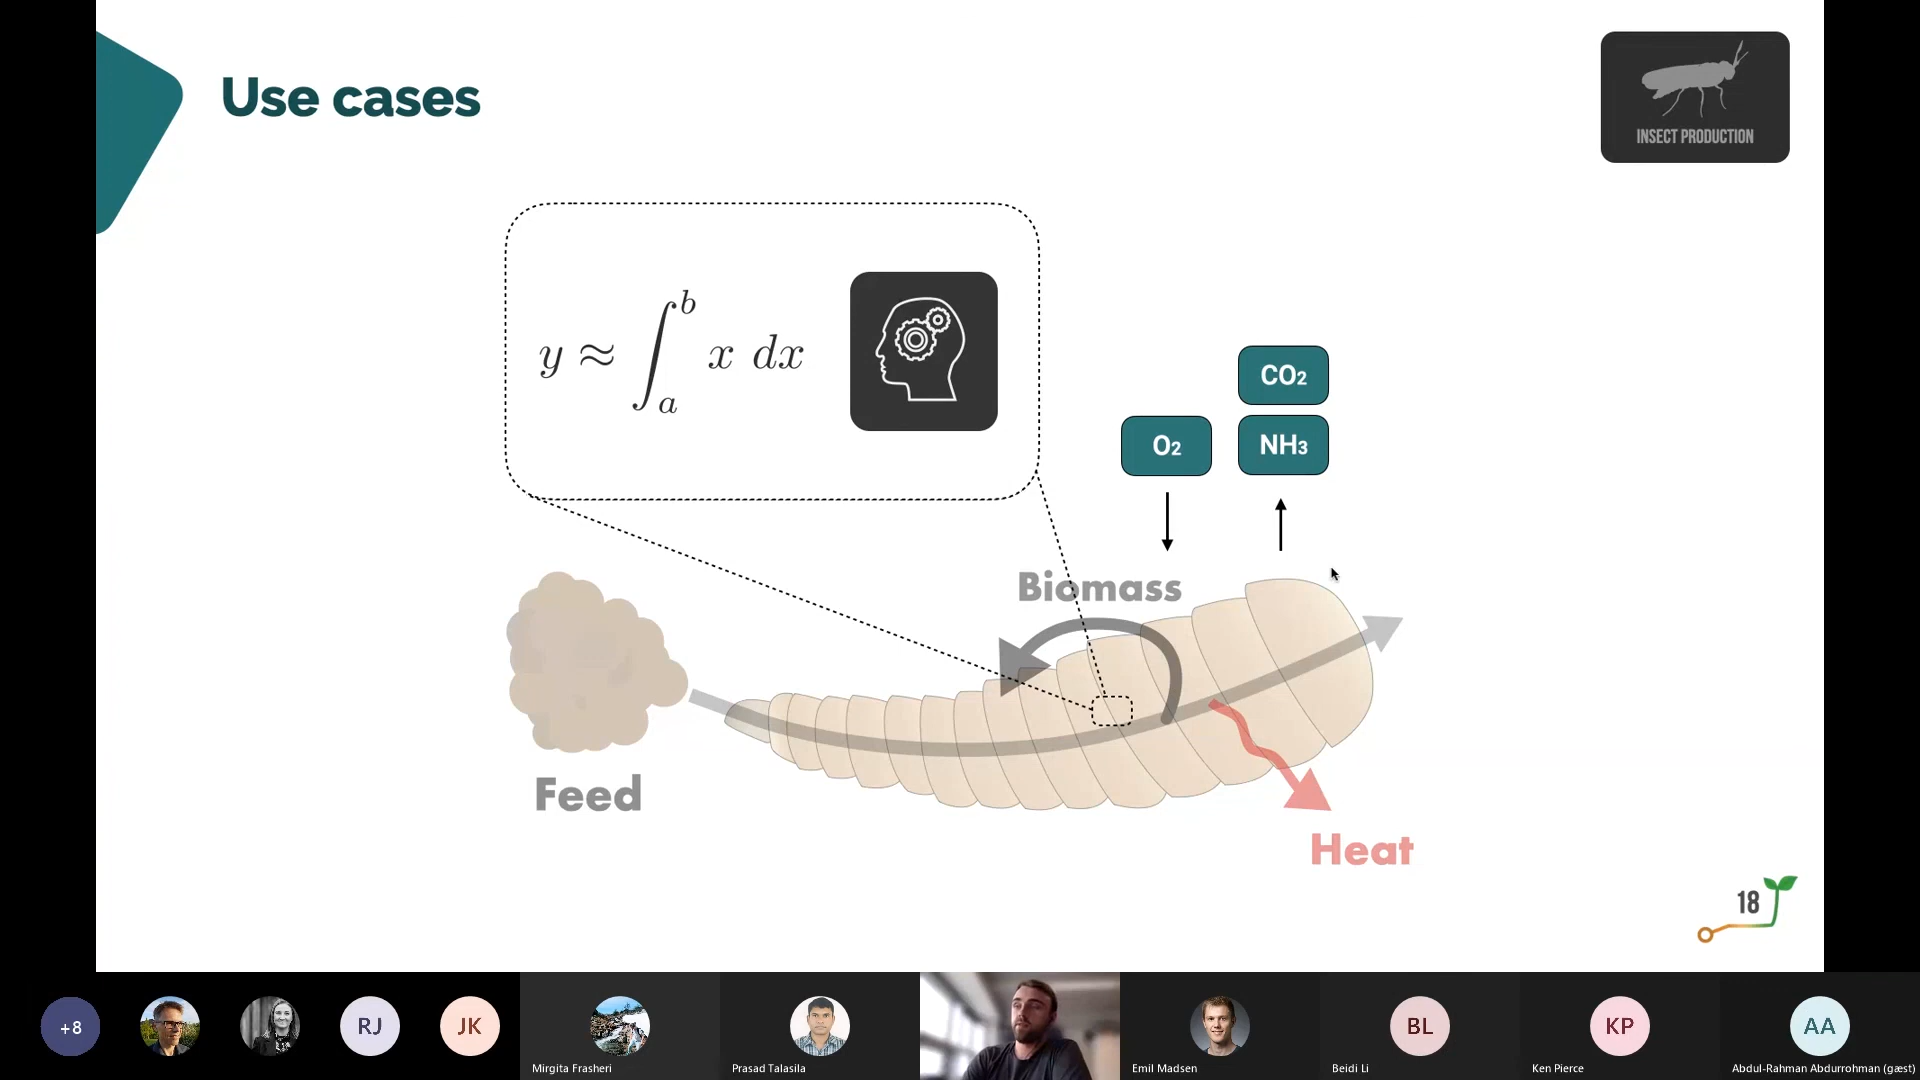 Use cases
INSECT PRODUCTION
y ≈ ∫_a^b x dx
CO2
O2
NH3
Biomass
Feed
Heat
18
+8
RJ
JK
BL
KP
AA
Mirgita Frasheri
Prasad Talasila
Emil Madsen
Beidi Li
Ken Pierce
Abdul-Rahman Abdurrohman (gæst)